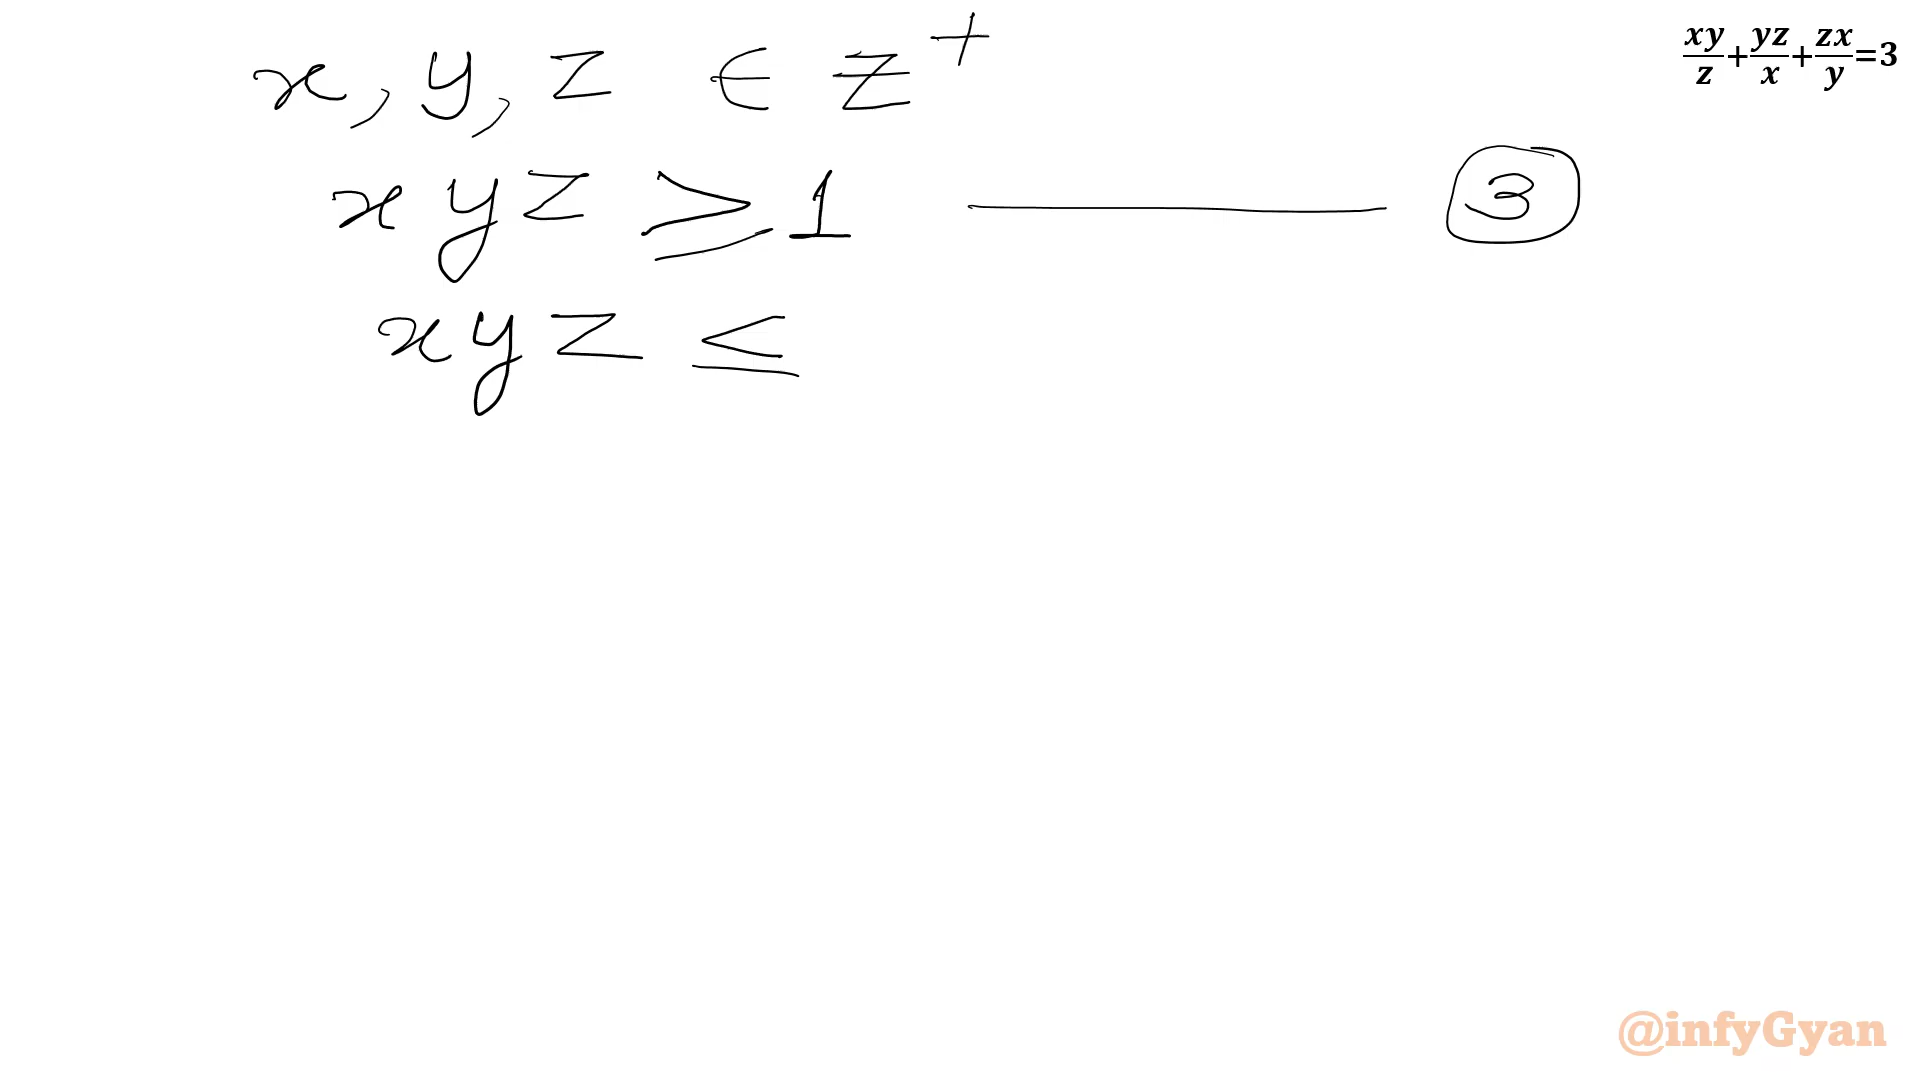 x, y, z ∈ ℤ⁺
xy/z+yz/x+zx/y=3
xyz ≥ 1 ——— ③
xyz ≤
@infyGyan